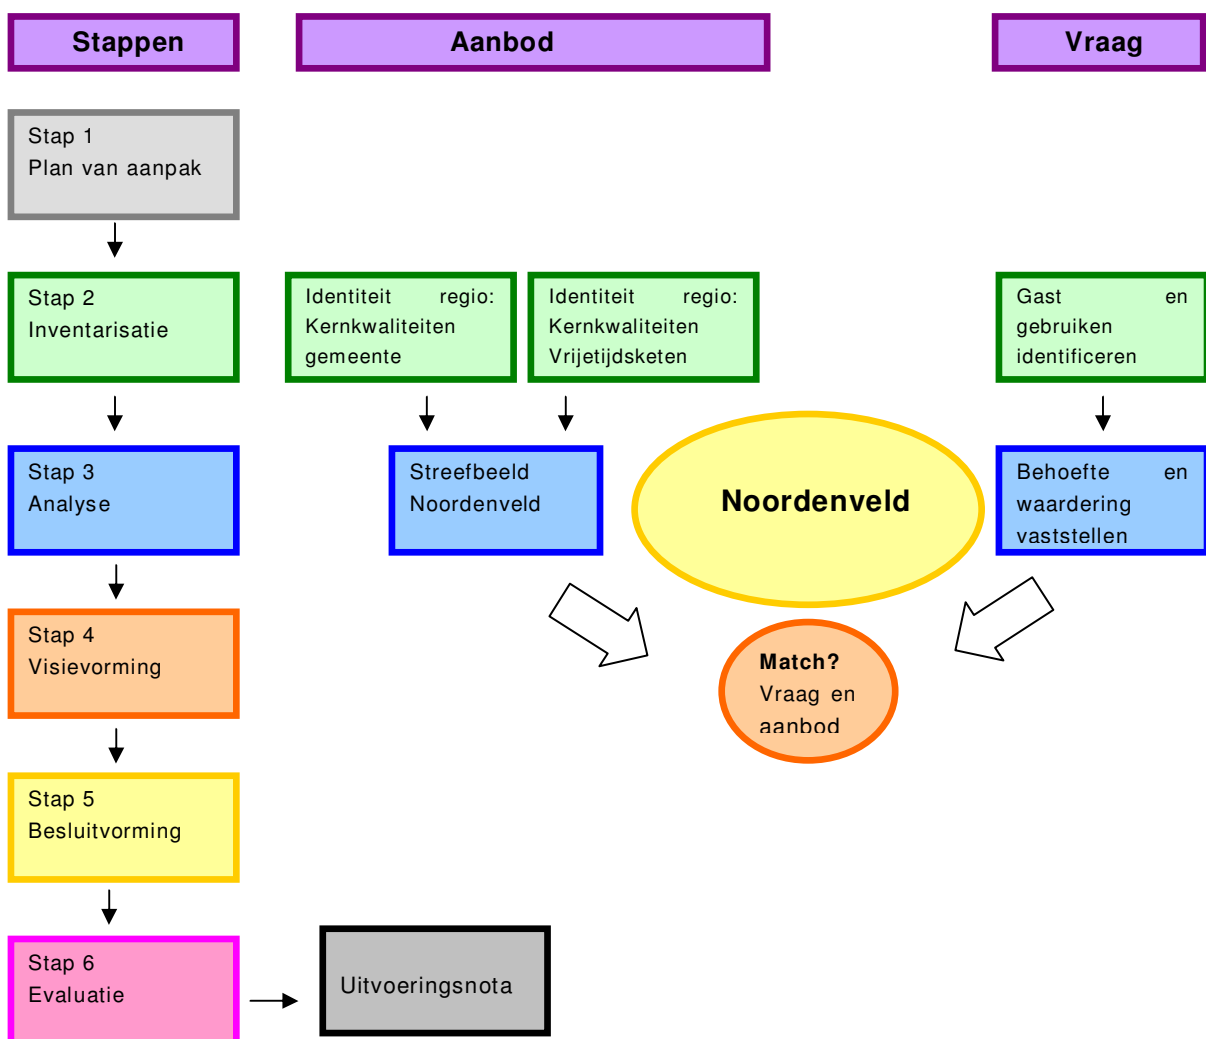 Stappen
Aanbod
Vraag
Stap 1
Plan van aanpak
Stap 2
Inventarisatie
Identiteit regio:
Kernkwaliteiten
gemeente
Identiteit regio:
Kernkwaliteiten
Vrijetijdsketen
Gast en
gebruiken
identificeren
Stap 3
Analyse
Streefbeeld
Noordenveld
Noordenveld
Behoefte en
waardering
vaststellen
Stap 4
Visievorming
Match?
Vraag en
aanbod
Stap 5
Besluitvorming
Stap 6
Evaluatie
Uitvoeringsnota